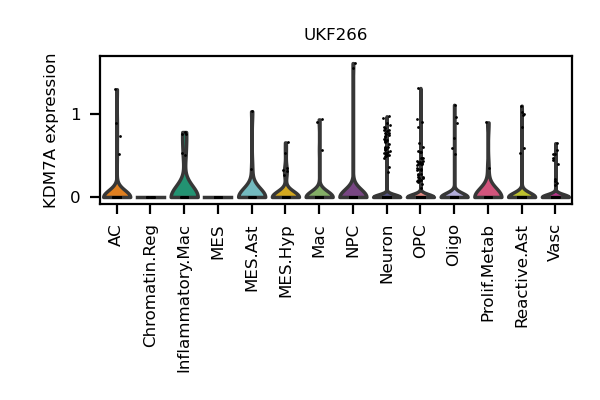 UKF266
KDM7A expression
1
0
AC
Chromatin.Reg
Inflammatory.Mac
MES
MES.Ast
MES.Hyp
Mac
NPC
Neuron
OPC
Oligo
Prolif.Metab
Reactive.Ast
Vasc